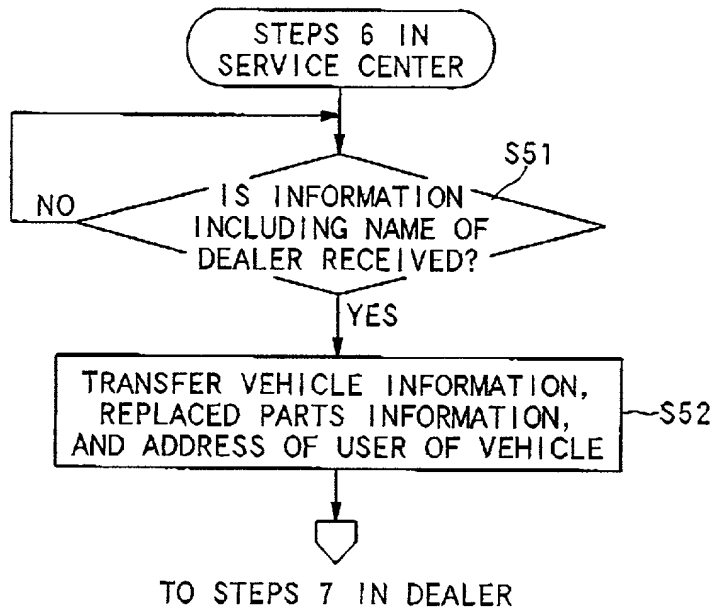 STEPS 6 IN
SERVICE CENTER
S51
NO
IS INFORMATION
INCLUDING NAME OF
DEALER RECEIVED?
YES
TRANSFER VEHICLE INFORMATION,
REPLACED PARTS INFORMATION,
AND ADDRESS OF USER OF VEHICLE
S52
TO STEPS 7 IN DEALER